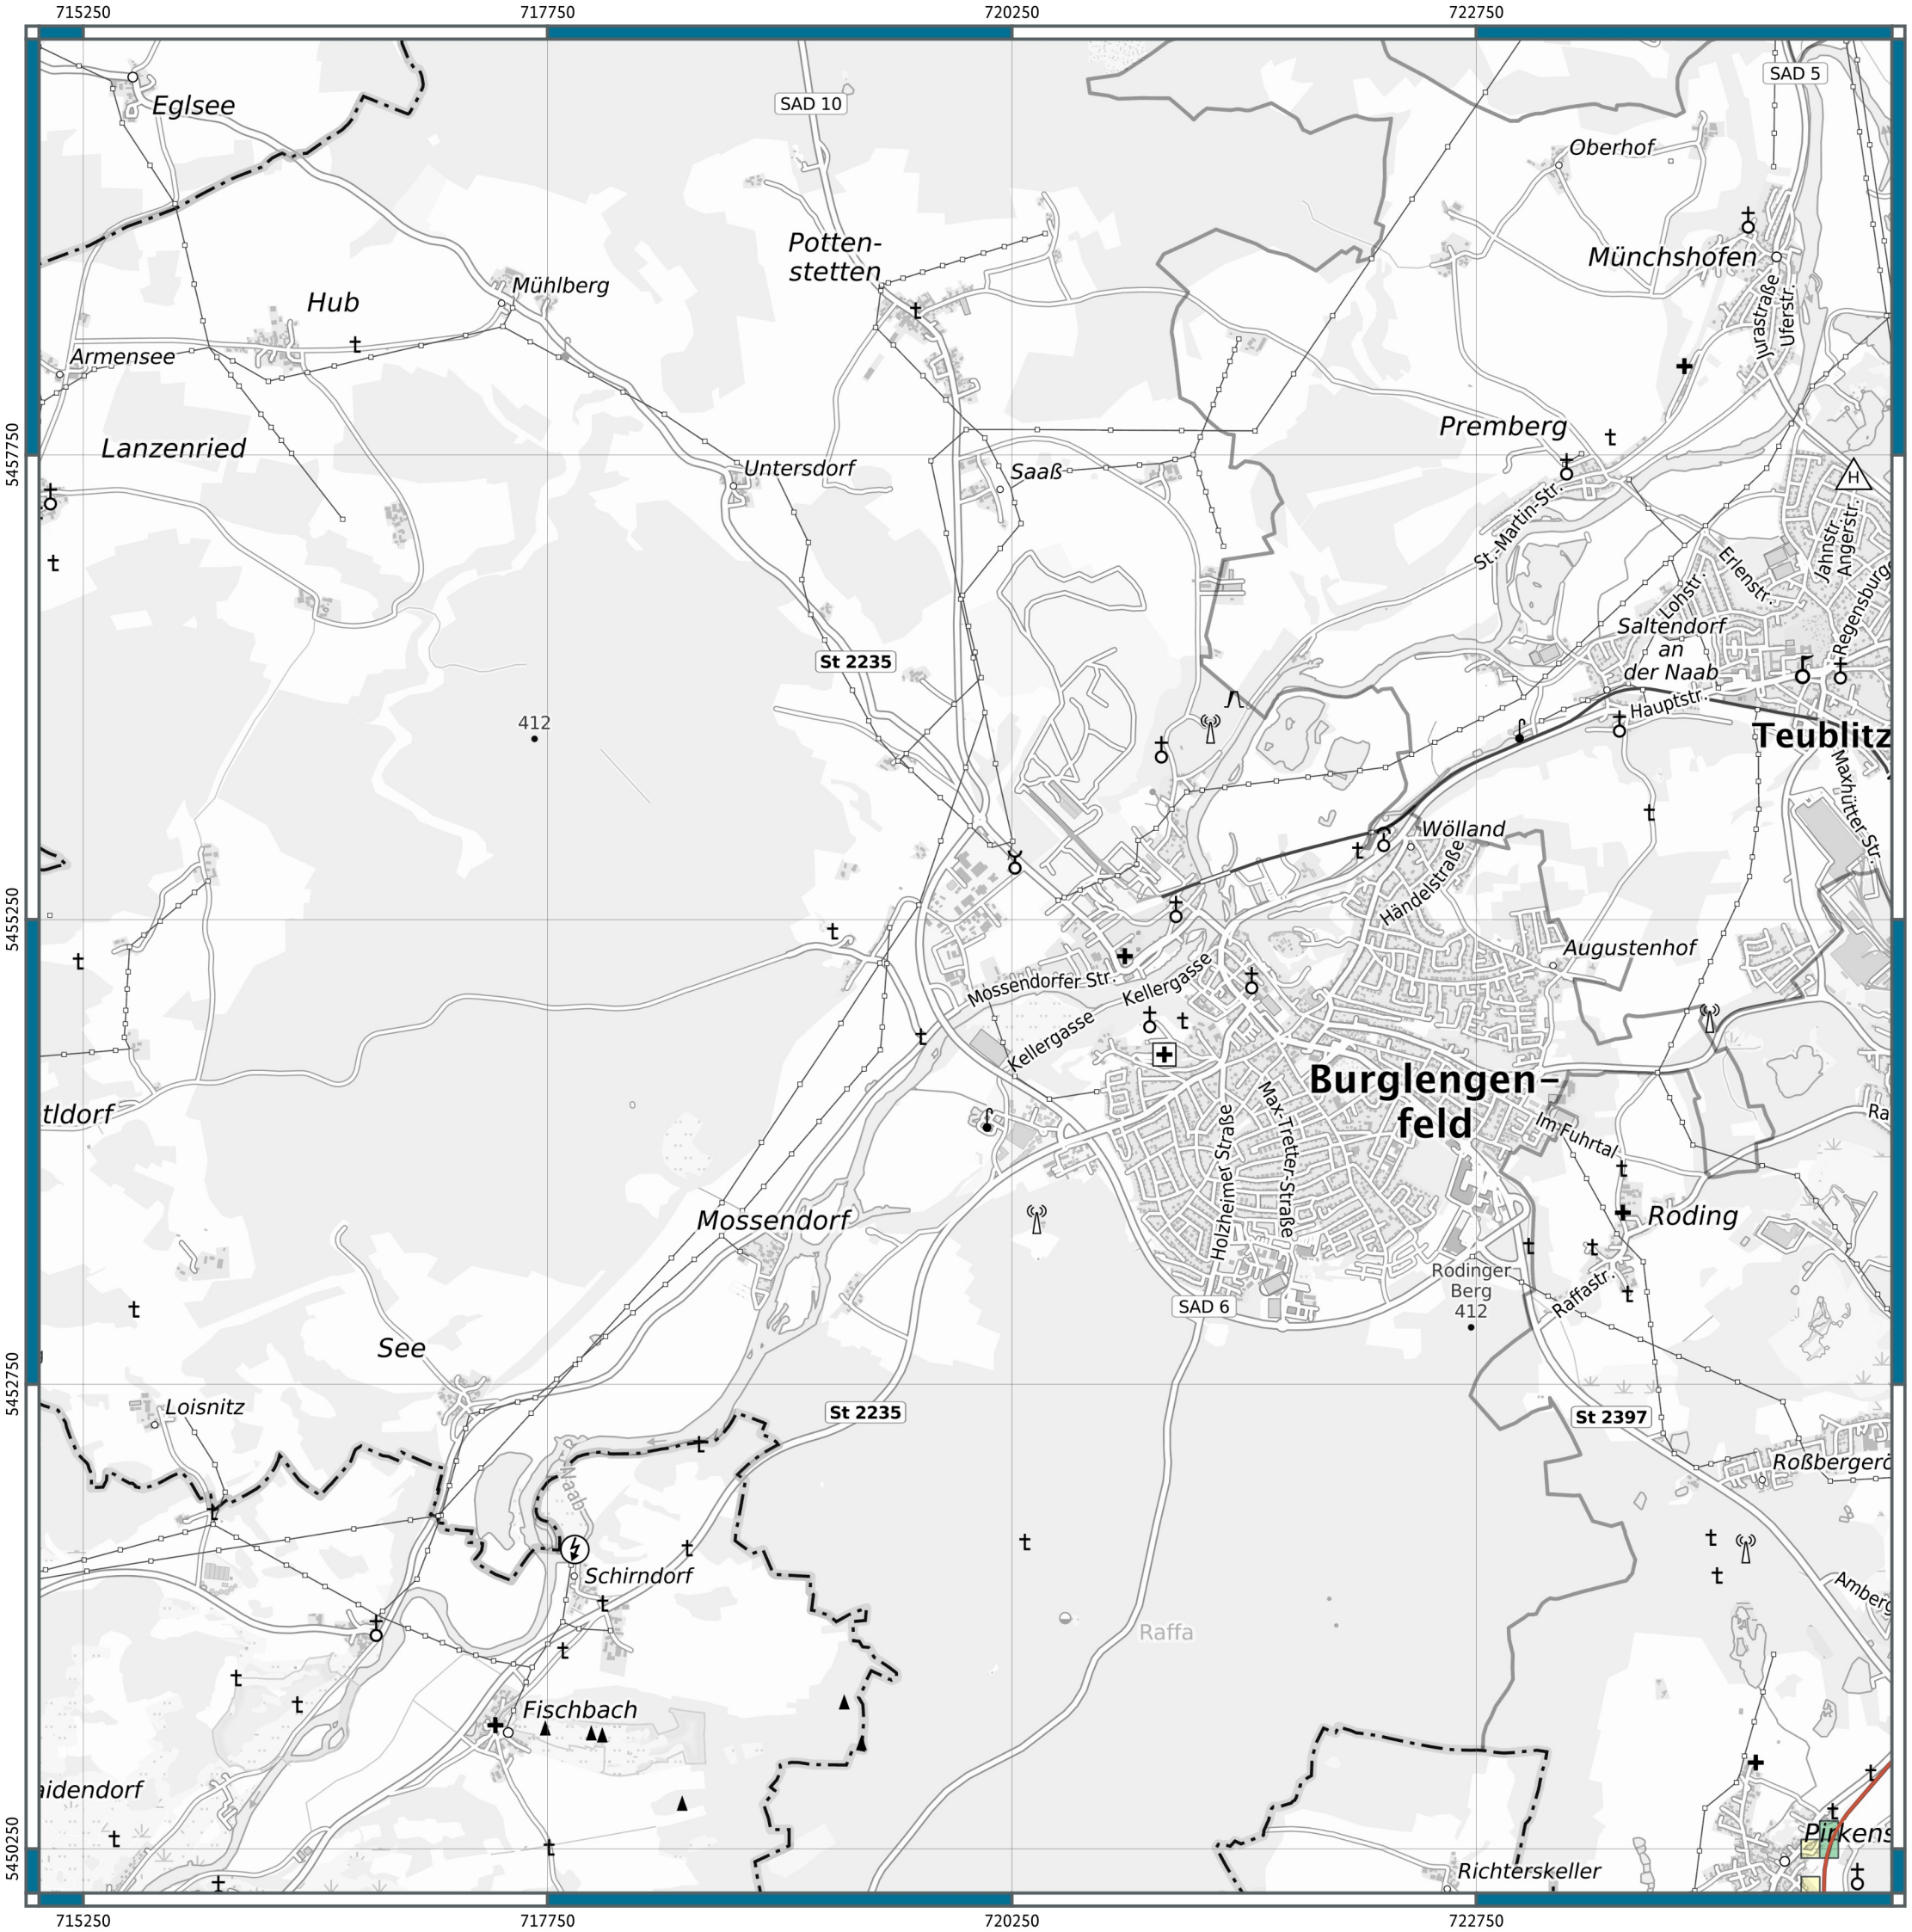 715250
717750
720250
722750
SAD 5
SAD 10
Eglsee
Oberhof
Potten-
stetten
Münchshofen
Mühlberg
Hub
Jurastraße
Uferstr.
Armensee
Premberg
5457750
Lanzenried
Untersdorf
Saaß
H
St.-Martin-Str.
Jahnstr.
Angerstr.
Erlenstr.
Lohstr.
Regensburge
Saltendorf
an
der Naab
St 2235
Hauptstr.
412
Teublitz
Maxhütter Str.
Wölland
Händelstraße
5455250
Augustenhof
Mossendorfer Str.
Kellergasse
Kellergasse
Burglengen-
feld
Max-Tretter-Straße
Holzheimer Straße
Im Fuhrtal
tldorf
Ra
Mossendorf
Roding
Rodinger
Berg
412
Raffastr.
SAD 6
See
5452750
Loisnitz
St 2235
St 2397
Roßbergerö
Naab
Schirndorf
Amberg
Raffa
Fischbach
aidendorf
5450250
Pirkens
Richterskeller
715250
717750
720250
722750